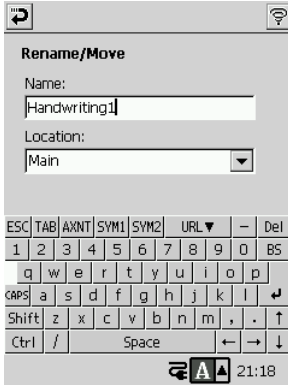 Rename/Move
Name:
Handwriting1
Location:
Main
ESC TAB AXNT SYM1 SYM2 URL▼ – Del
1 2 3 4 5 6 7 8 9 0 BS
q w e r t y u i o p
CAPS a s d f g h j k l ↵
Shift z x c v b n m , . ↑
Ctrl / Space ← → ↓
A 21:18